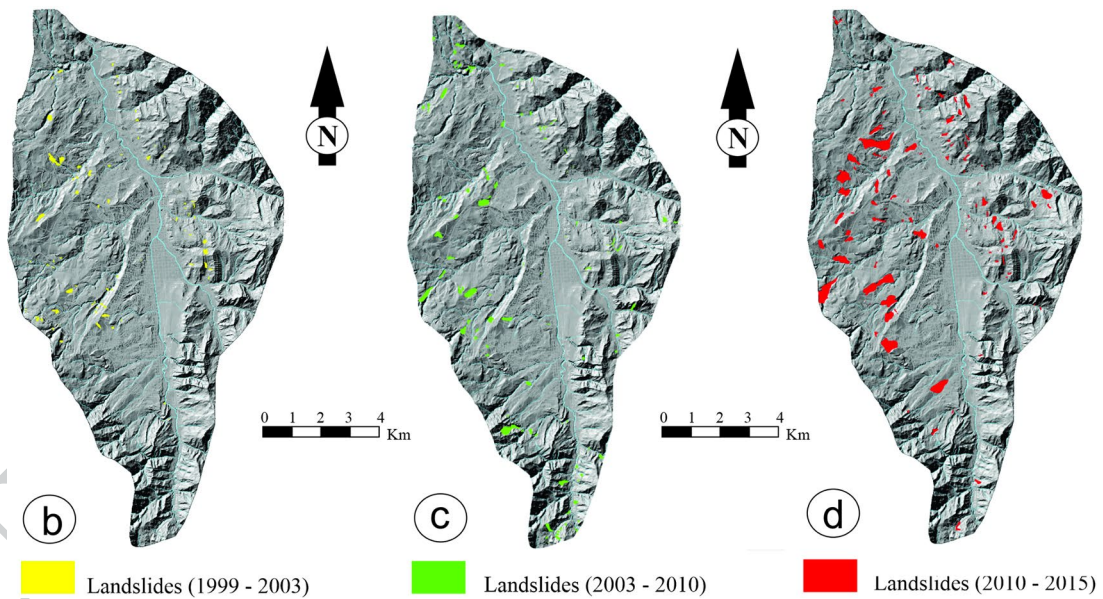 N
N
0 1 2 3 4
Km
0 1 2 3 4
Km
b
c
d
Landslides (1999 - 2003)
Landslides (2003 - 2010)
Landslides (2010 - 2015)